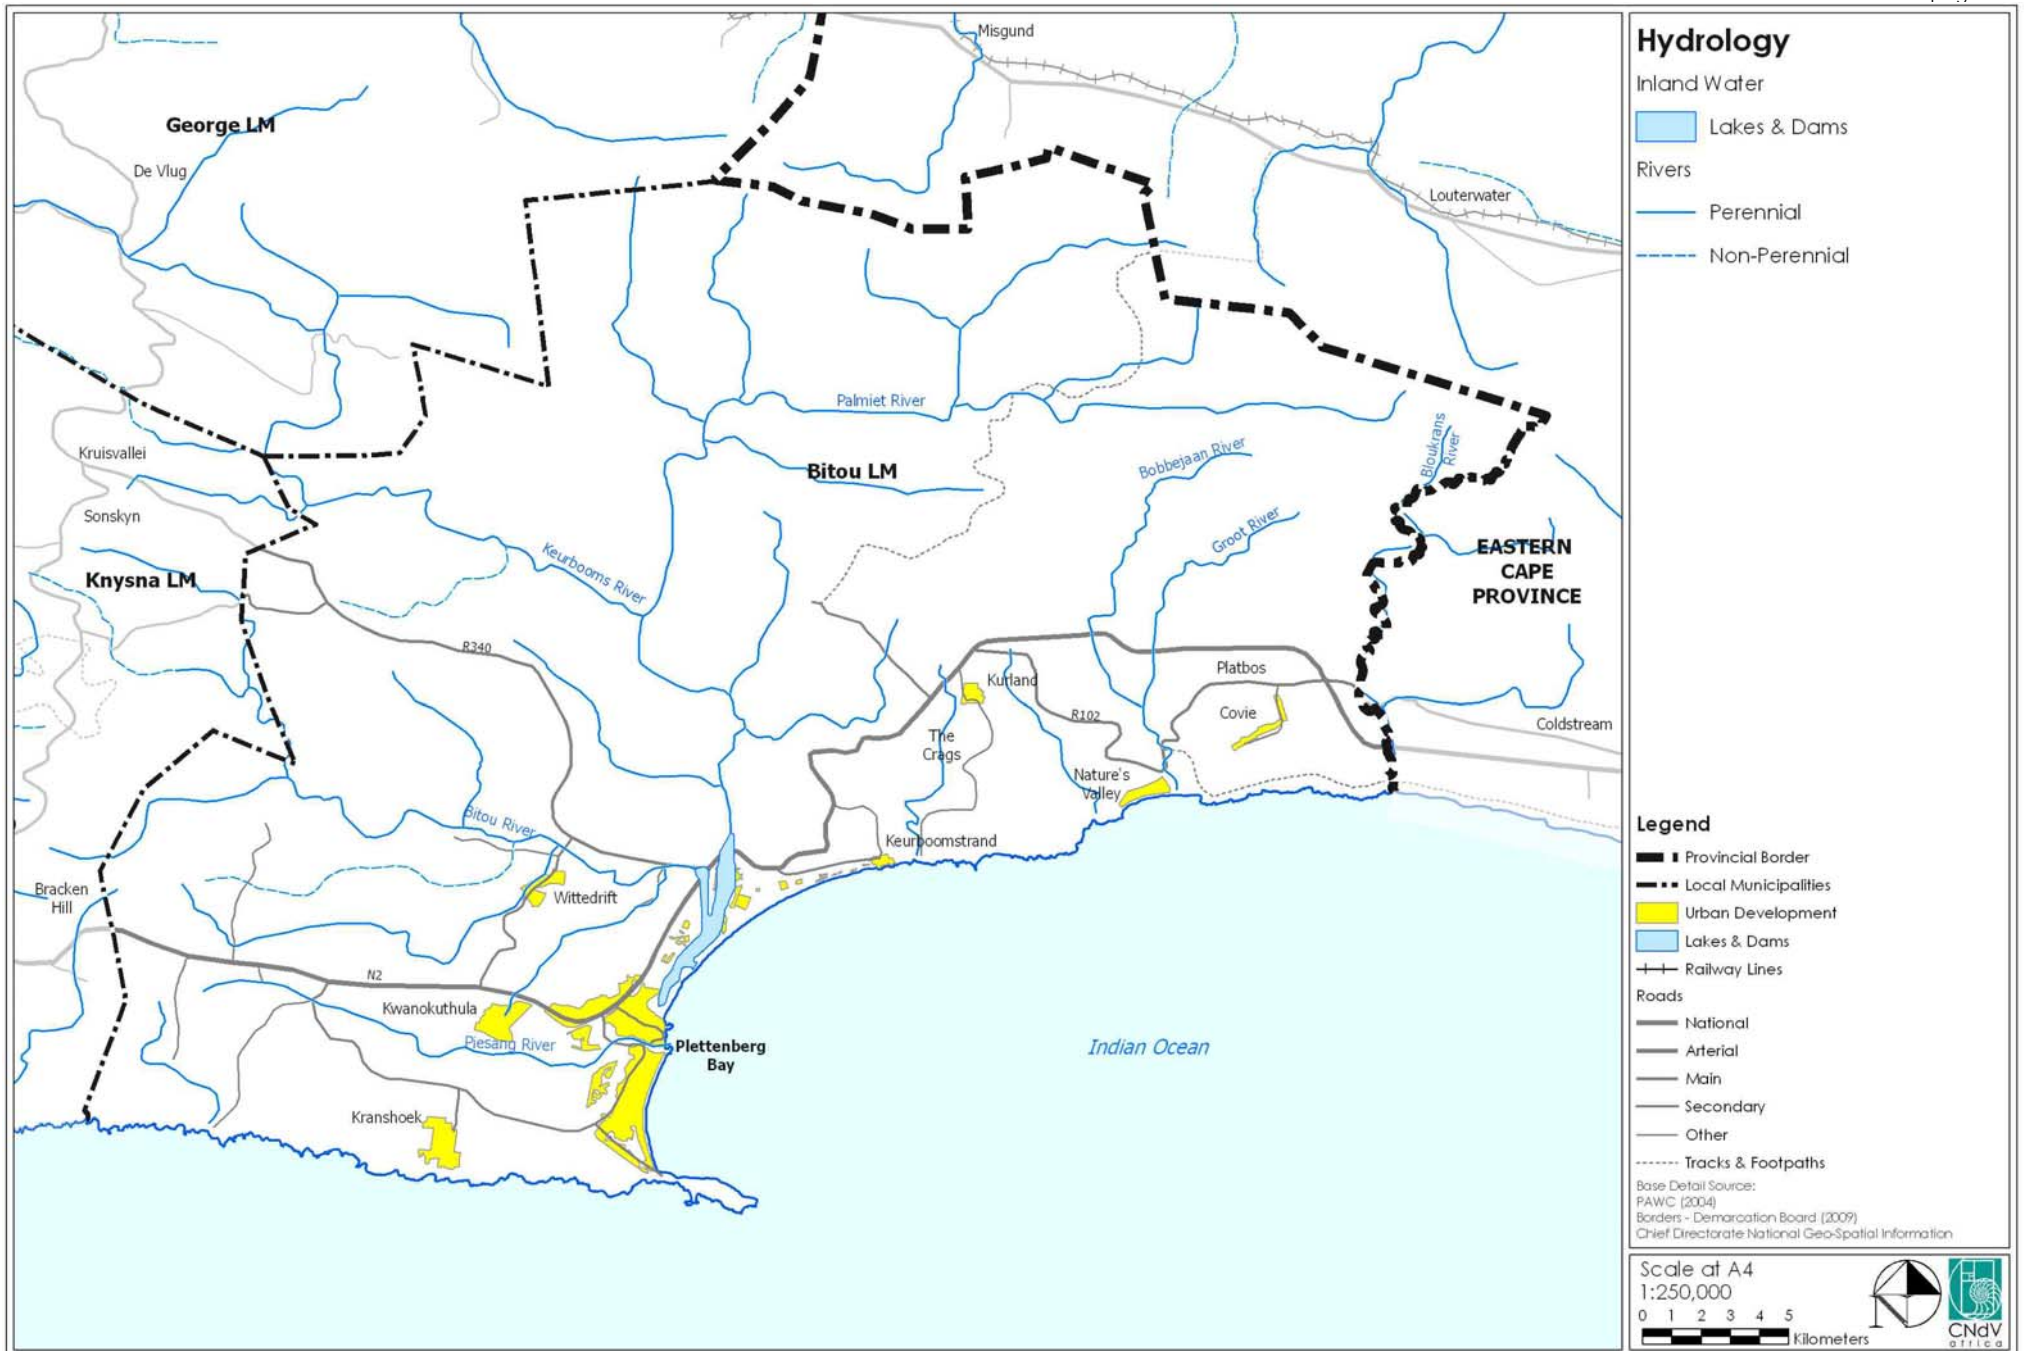 Misgund
George LM
De Vlug
Louterwater
Palmiet River
Kruisvallei
Bitou LM
Bobbejaan River
Bloukrans
River
Sonskyn
Groot River
Keurbooms River
EASTERN
CAPE
PROVINCE
Knysna LM
R340
Platbos
Kurland
R102
Covie
Coldstream
The
Crags
Nature's
Valley
Bitou River
Keurboomstrand
Bracken
Hill
Wittedrift
N2
Kwanokuthula
Piesang River
Plettenberg
Bay
Indian Ocean
Kranshoek
Hydrology
Inland Water
Lakes & Dams
Rivers
Perennial
Non-Perennial
Legend
Provincial Border
Local Municipalities
Urban Development
Lakes & Dams
Railway Lines
Roads
National
Arterial
Main
Secondary
Other
Tracks & Footpaths
Base Detail Source:
PAWC (2004)
Borders - Demarcation Board (2009)
Chief Directorate National Geo-Spatial Information
Scale at A4
1:250,000
0 1 2 3 4 5
Kilometers
CNdV
africa